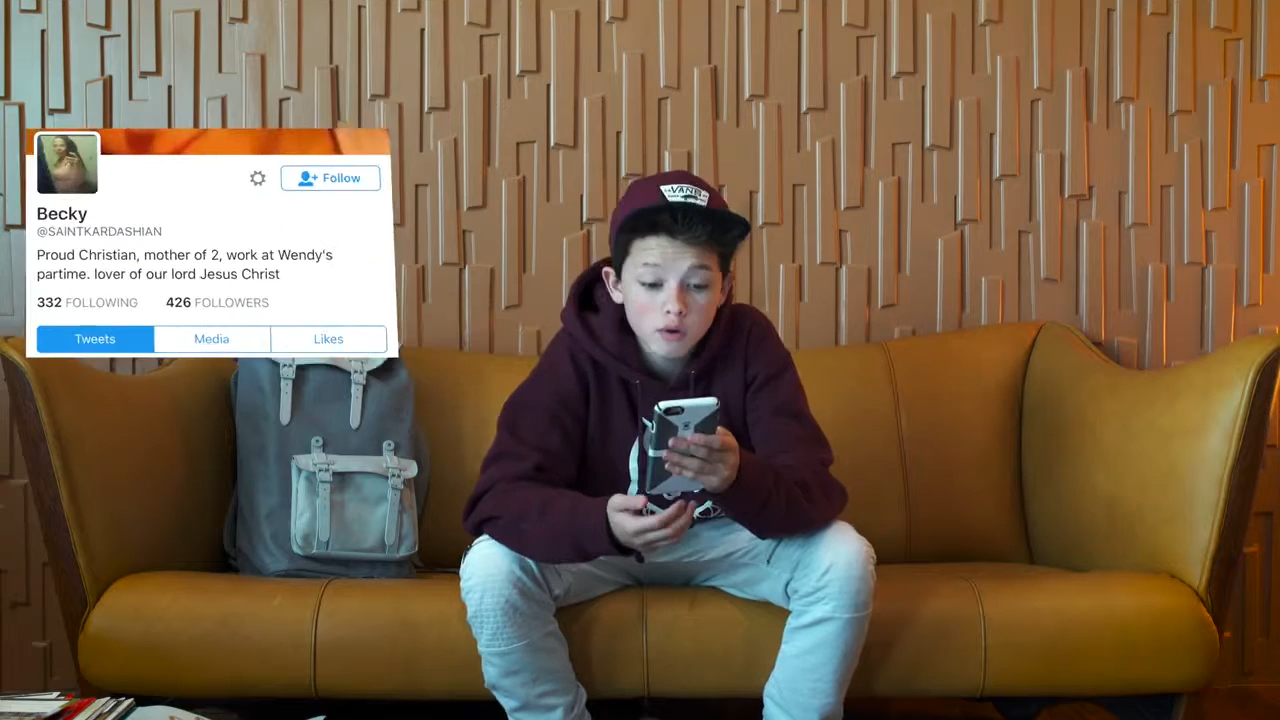 Follow
Becky
@SAINTKARDASHIAN
Proud Christian, mother of 2, work at Wendy's
partime. lover of our lord Jesus Christ
332 FOLLOWING 426 FOLLOWERS
Tweets Media Likes
VANS